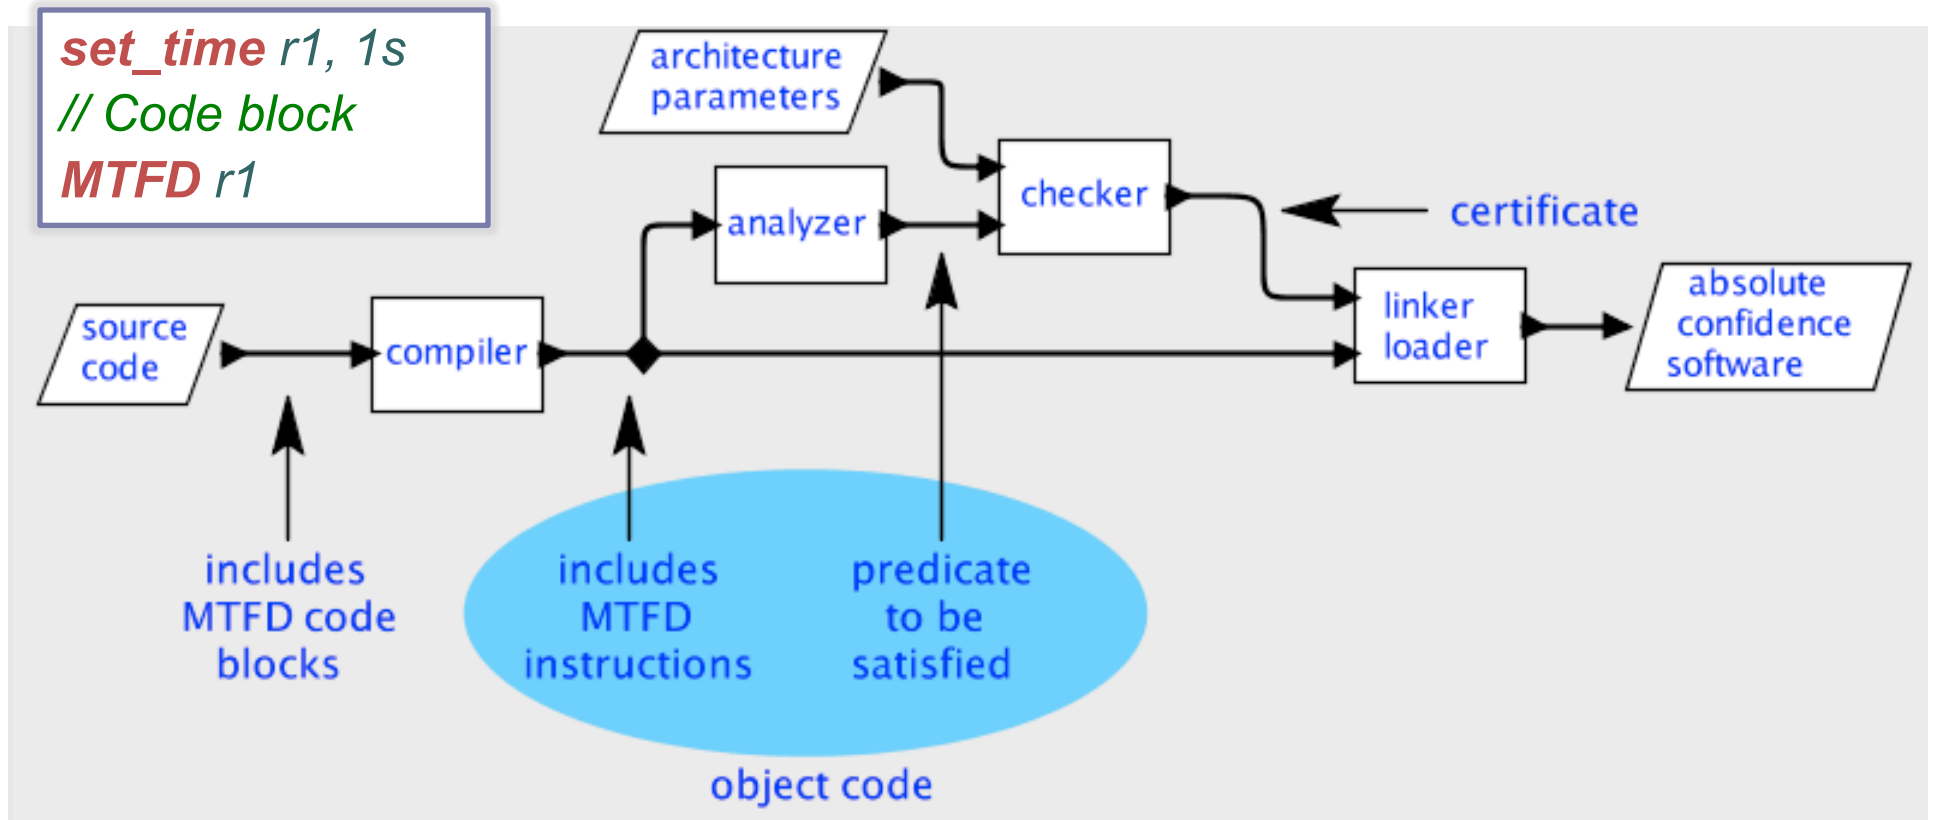 set_time r1, 1s
// Code block
MTFD r1
architecture
parameters
checker
analyzer
certificate
source
code
compiler
linker
loader
absolute
confidence
software
includes
MTFD code
blocks
includes
MTFD
instructions
predicate
to be
satisfied
object code